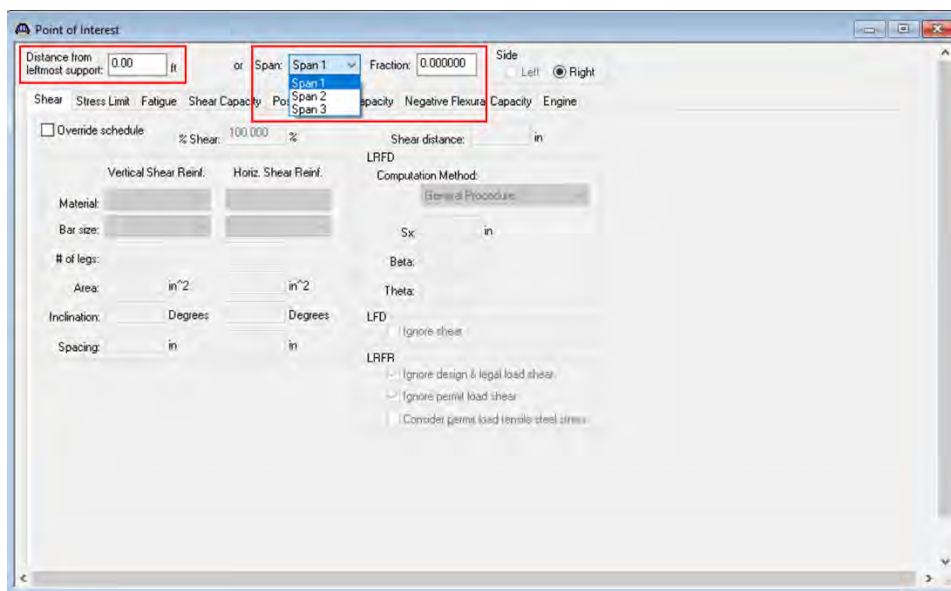 Point of Interest
Distance from
leftmost support: 0.00 ft or Span: Span 1 Fraction: 0.000000 Side
Left Right
Span 1
Span 2
Span 3
Shear Stress Limit Fatigue Shear Capacity Po apacity Negative Flexural Capacity Engine
Override schedule % Shear: 100.000 % Shear distance: in
LRFD
Vertical Shear Reinf. Horiz. Shear Reinf. Computation Method:
Material: General Procedure
Bar size: Sx in
# of legs: Beta:
Area: in^2 in^2 Theta:
Inclination: Degrees Degrees LFD
Ignore shear
Spacing: in in
LRFR
Ignore design & legal load shear
Ignore permit load shear
Consider permit load tensile steel stress